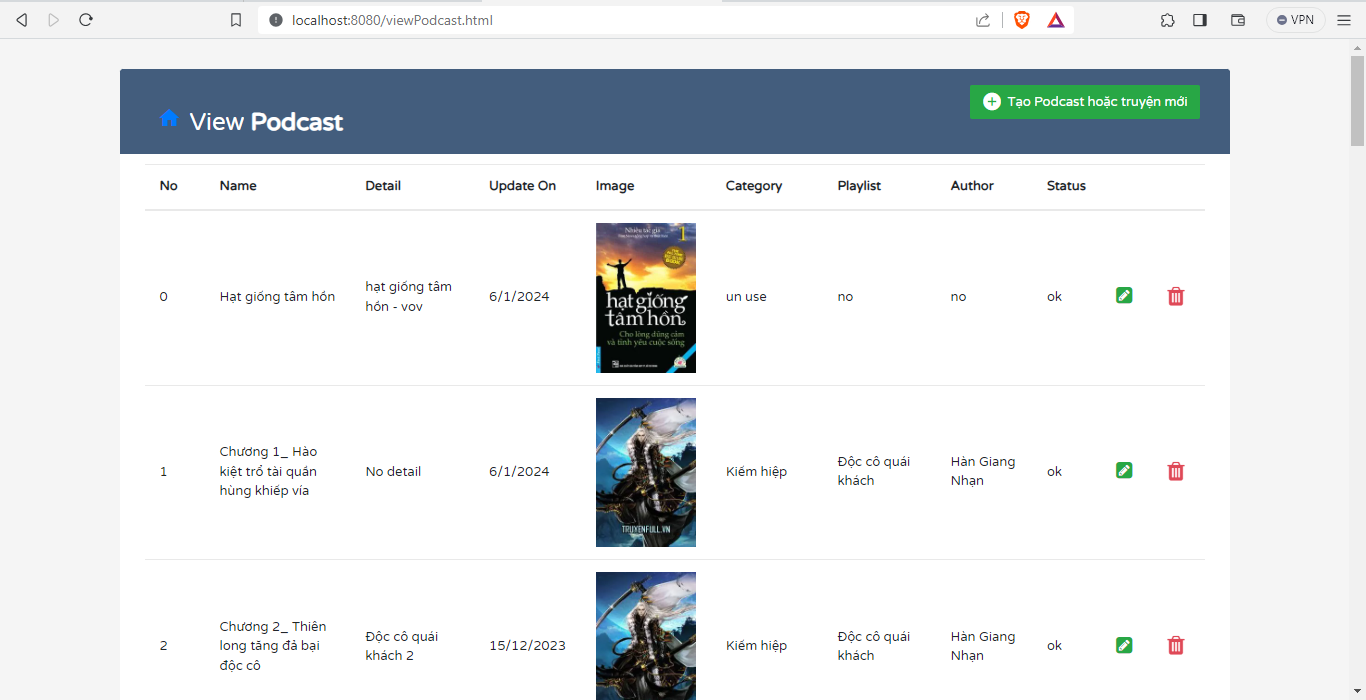 localhost:8080/viewPodcast.html
VPN
View Podcast
Tạo Podcast hoặc truyện mới
No Name Detail Update On Image Category Playlist Author Status
Nhiều tác giả
1
hạt giống
tâm hồn
Cho lòng dũng cảm
và tình yêu cuộc sống
0 Hạt giống tâm hồn
hạt giống tâm
hồn - vov
6/1/2024
un use
no
no
ok
1
Chương 1_ Hào
kiệt trổ tài quần
hùng khiếp vía
No detail
6/1/2024
TRUYENFULL.VN
Kiếm hiệp
Độc cô quái
khách
Hàn Giang
Nhạn
ok
2
Chương 2_ Thiên
long tăng đả bại
độc cô
Độc cô quái
khách 2
15/12/2023
Kiếm hiệp
Độc cô quái
khách
Hàn Giang
Nhạn
ok